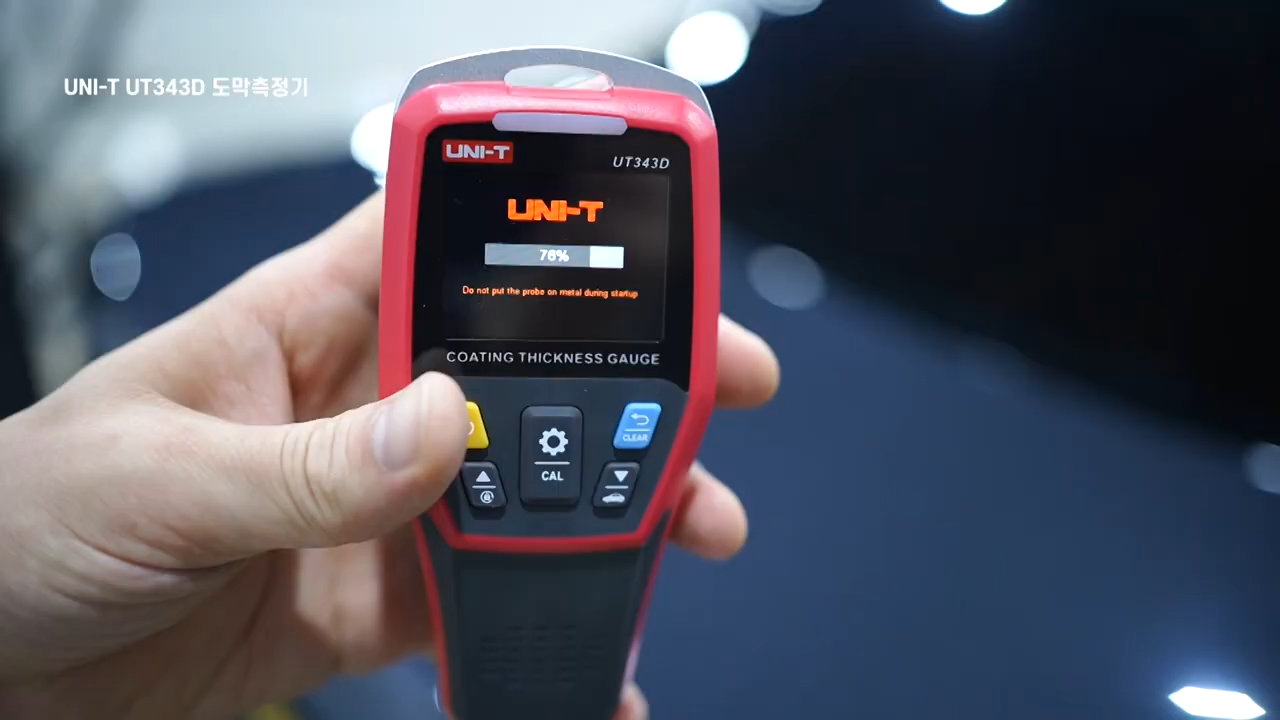 UNI-T UT343D 도막측정기
UNI-T
UT343D
UNI-T
76%
Do not put the probe on metal during startup
COATING THICKNESS GAUGE
CLEAR
CAL